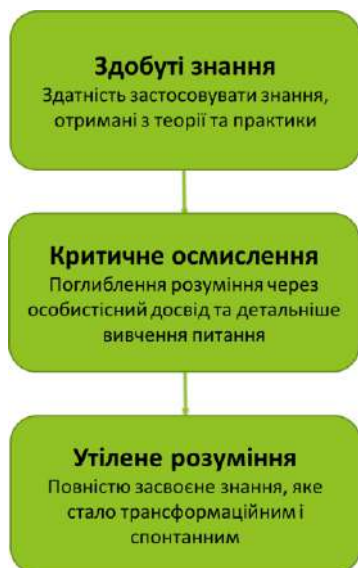 Здобуті знання
Здатність застосовувати знання,
отримані з теорії та практики
Критичне осмислення
Поглиблення розуміння через
особистісний досвід та детальніше
вивчення питання
Утілене розуміння
Повністю засвоєне знання, яке
стало трансформаційним і
спонтанним